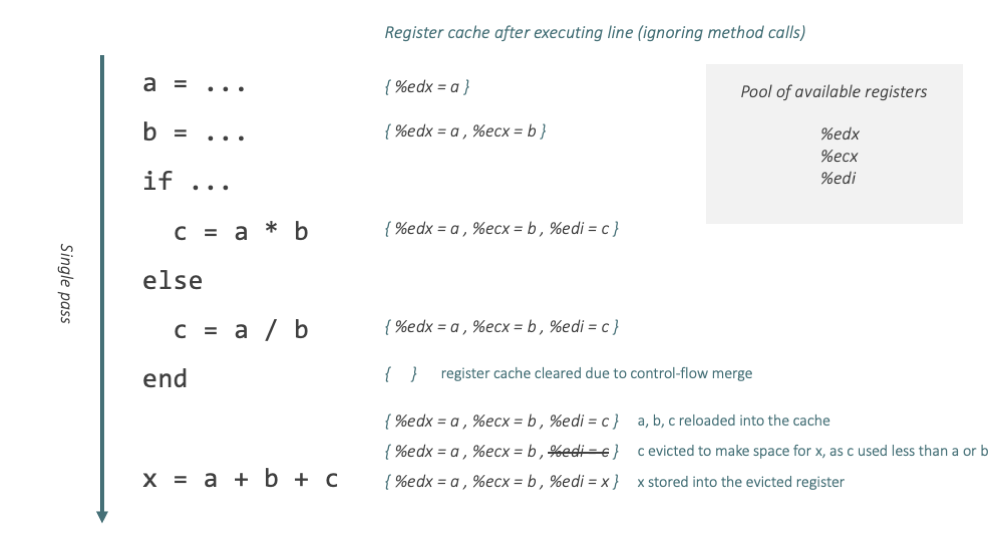 Register cache after executing line (ignoring method calls)
a = ... { %edx = a }
Pool of available registers
b = ... { %edx = a , %ecx = b }
%edx
%ecx
%edi
if ...
c = a * b { %edx = a , %ecx = b , %edi = c }
Single pass
else
c = a / b { %edx = a , %ecx = b , %edi = c }
end { } register cache cleared due to control-flow merge
{ %edx = a , %ecx = b , %edi = c } a, b, c reloaded into the cache
{ %edx = a , %ecx = b , %edi = c } c evicted to make space for x, as c used less than a or b
x = a + b + c { %edx = a , %ecx = b , %edi = x } x stored into the evicted register